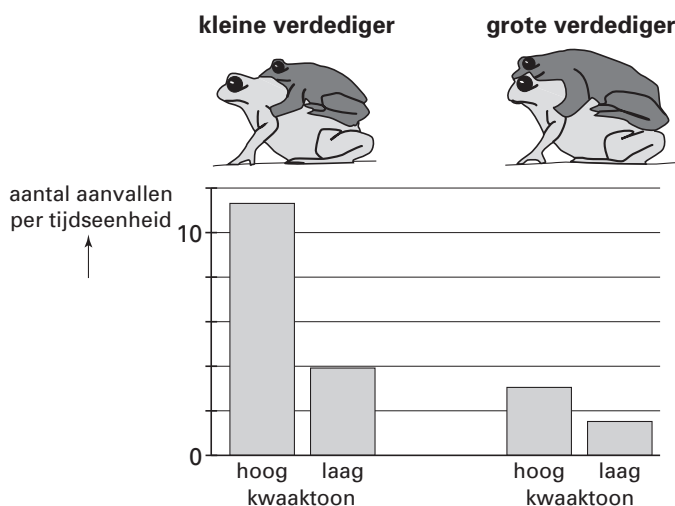 kleine verdediger
grote verdediger
aantal aanvallen
per tijdseenheid
10
0
hoog
laag
kwaaktoon
hoog
laag
kwaaktoon